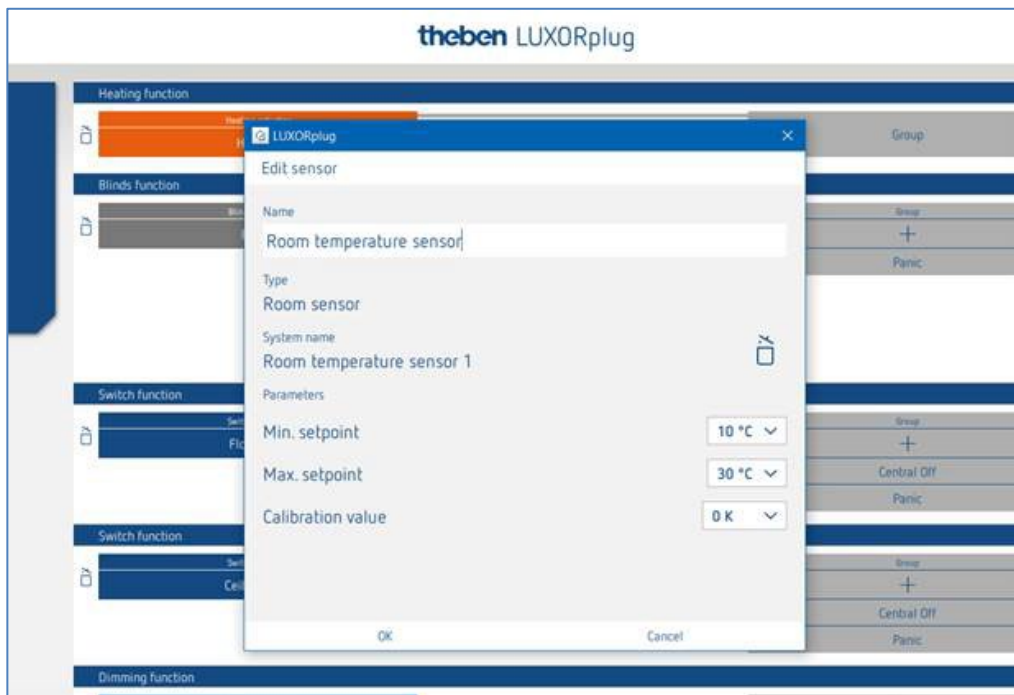 theben LUXORplug
Heating function
Group
LUXORplug
Edit sensor
Blinds function
Name
Room temperature sensor
Group
+
Panic
Type
Room sensor
System name
Room temperature sensor 1
Switch function
Parameters
Min. setpoint
10 °C
Group
+
Flo
Max. setpoint
30 °C
Central Off
Panic
Calibration value
0 K
Switch function
Group
+
Ceil
Central Off
OK
Cancel
Panic
Dimming function